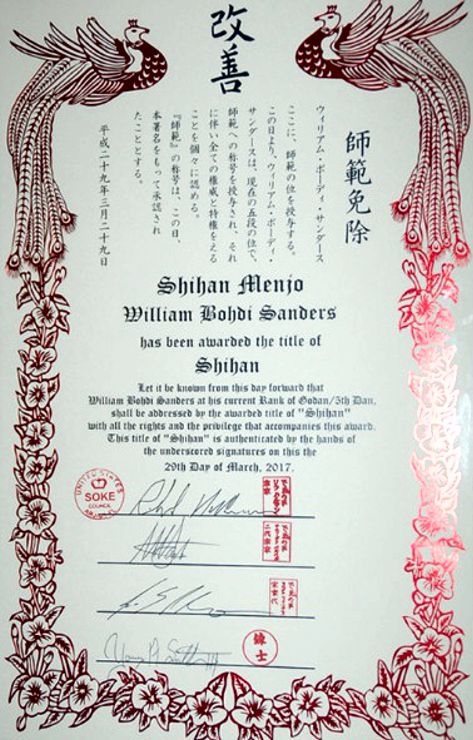 改善
師範免除
ウィリアム・ボーディ・サンダース
ここに、師範の位を授与する。
この日より、ウィリアム・ボーディ・
サンダースは、現在の五段の位で、
師範への称号を授与され、それ
に伴い全ての権威と特権をえる
ことを個々に認める。
『師範』の称号は、この日、
本署名をもって承認され
たこととする。
平成二十九年三月二十九日
Shihan Menjo
William Bohdi Sanders
has been awarded the title of
Shihan
Let it be known from this day forward that
William Bohdi Sanders at his current Rank of Godan/5th Dan,
shall be addressed by the awarded title of "Shihan"
with all the rights and the privilege that accompanies this award.
This title of "Shihan" is authenticated by the hands of
the underscored signatures on this the
29th Day of March, 2017.
UNITED STATES
SOKE
COUNCIL
宗家
二代宗家
宗家代
錬士